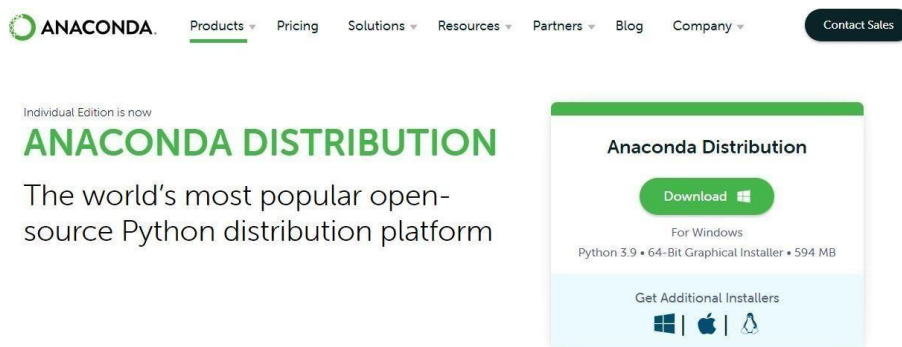 ANACONDA.
Products Pricing Solutions Resources Partners Blog Company Contact Sales
Individual Edition is now
ANACONDA DISTRIBUTION
The world's most popular open-
source Python distribution platform
Anaconda Distribution
Download
For Windows
Python 3.9 • 64-Bit Graphical Installer • 594 MB
Get Additional Installers